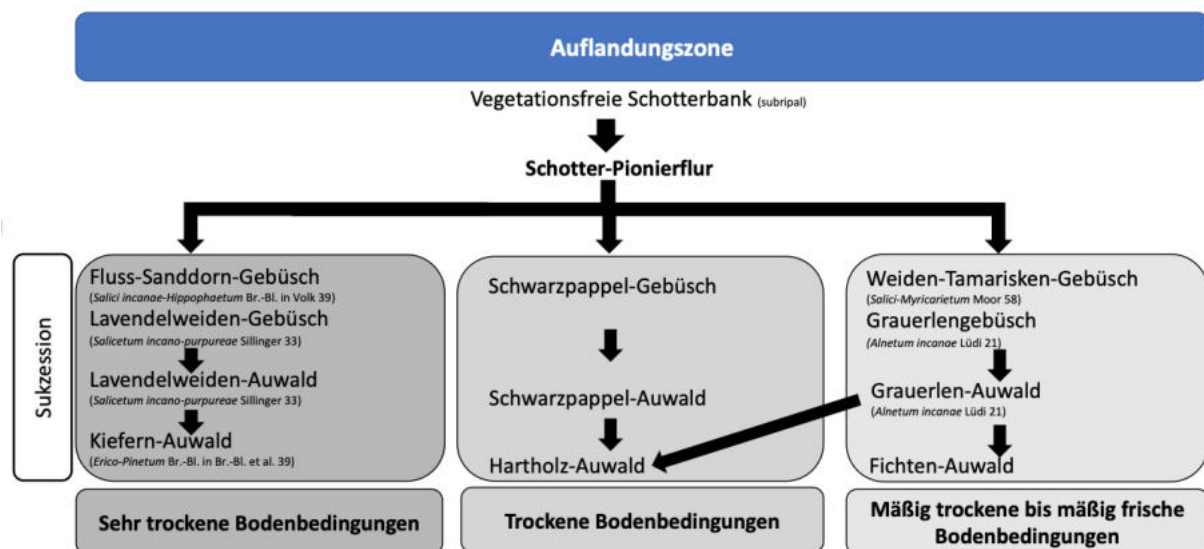 Auflandungszone
Vegetationsfreie Schotterbank (subripal)
Schotter-Pionierflur
Sukzession
Fluss-Sanddorn-Gebüsch
(Salici incanae-Hippophaetum Br.-Bl. in Volk 39)
Lavendelweiden-Gebüsch
(Salicetum incano-purpureae Sillinger 33)
Lavendelweiden-Auwald
(Salicetum incano-purpureae Sillinger 33)
Kiefern-Auwald
(Erico-Pinetum Br.-Bl. in Br.-Bl. et al. 39)
Sehr trockene Bodenbedingungen
Schwarzpappel-Gebüsch
Schwarzpappel-Auwald
Hartholz-Auwald
Trockene Bodenbedingungen
Weiden-Tamarisken-Gebüsch
(Salici-Myricarietum Moor 58)
Grauerlengebüsch
(Alnetum incanae Lüdi 21)
Grauerlen-Auwald
(Alnetum incanae Lüdi 21)
Fichten-Auwald
Mäßig trockene bis mäßig frische
Bodenbedingungen